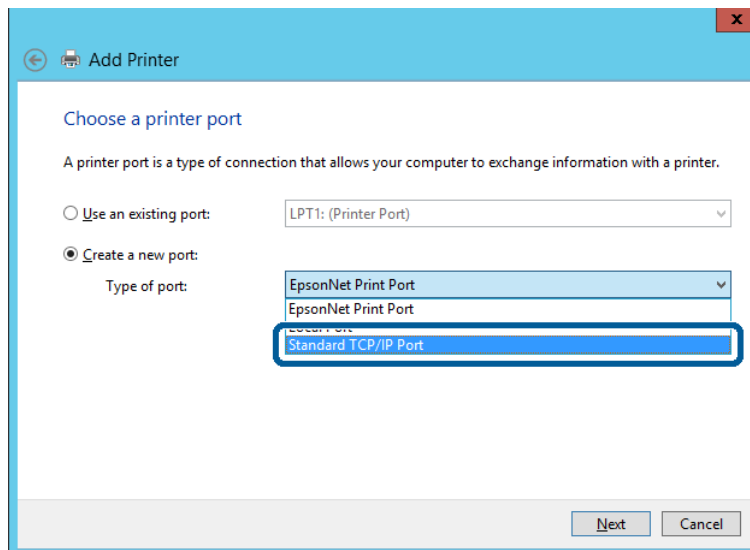 Add Printer
Choose a printer port
A printer port is a type of connection that allows your computer to exchange information with a printer.
Use an existing port: LPT1: (Printer Port)
Create a new port:
Type of port: EpsonNet Print Port
EpsonNet Print Port
Local Port
Standard TCP/IP Port
Next Cancel